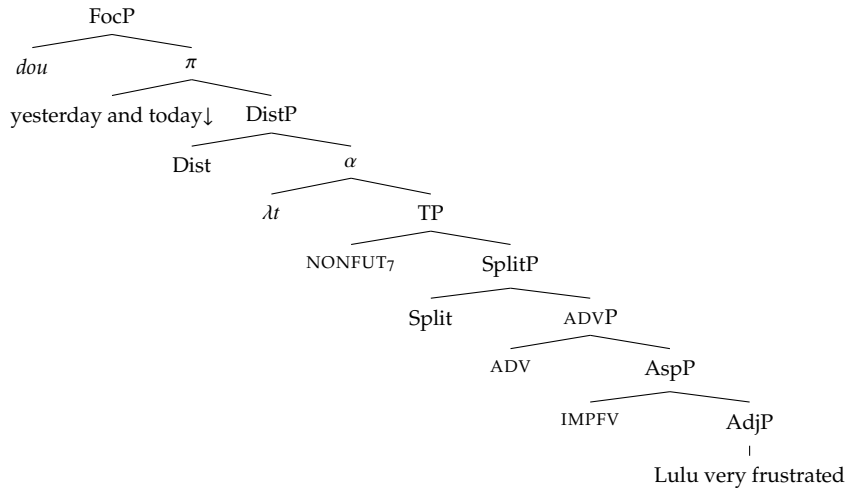 FocP
dou π
yesterday and today↓ DistP
Dist α
λt TP
NONFUT₇ SplitP
Split ADVP
ADV AspP
IMPFV AdjP
Lulu very frustrated